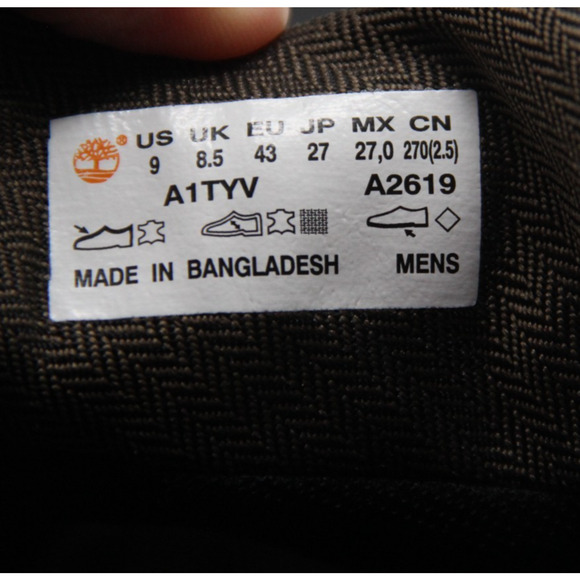 ® US UK EU JP MX CN
9 8.5 43 27 27,0 270(2.5)
A1TYV A2619
MADE IN BANGLADESH MENS